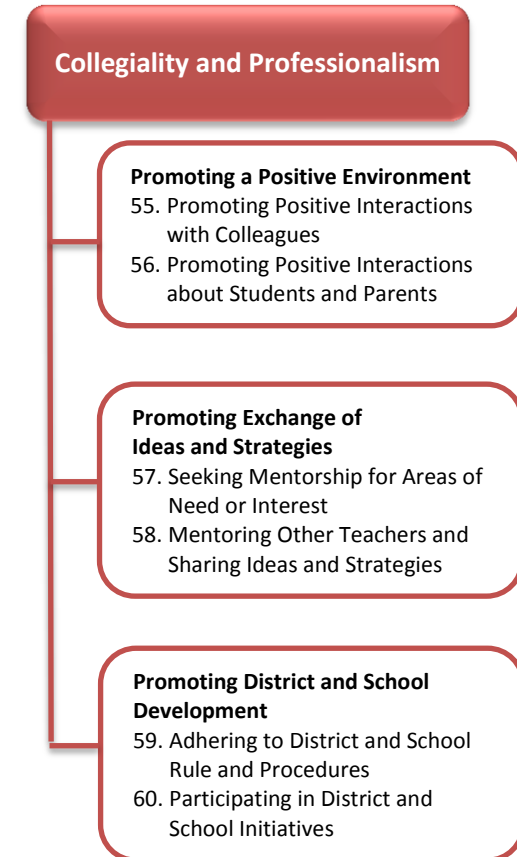 Collegiality and Professionalism
Promoting a Positive Environment
55. Promoting Positive Interactions
with Colleagues
56. Promoting Positive Interactions
about Students and Parents
Promoting Exchange of
Ideas and Strategies
57. Seeking Mentorship for Areas of
Need or Interest
58. Mentoring Other Teachers and
Sharing Ideas and Strategies
Promoting District and School
Development
59. Adhering to District and School
Rule and Procedures
60. Participating in District and
School Initiatives